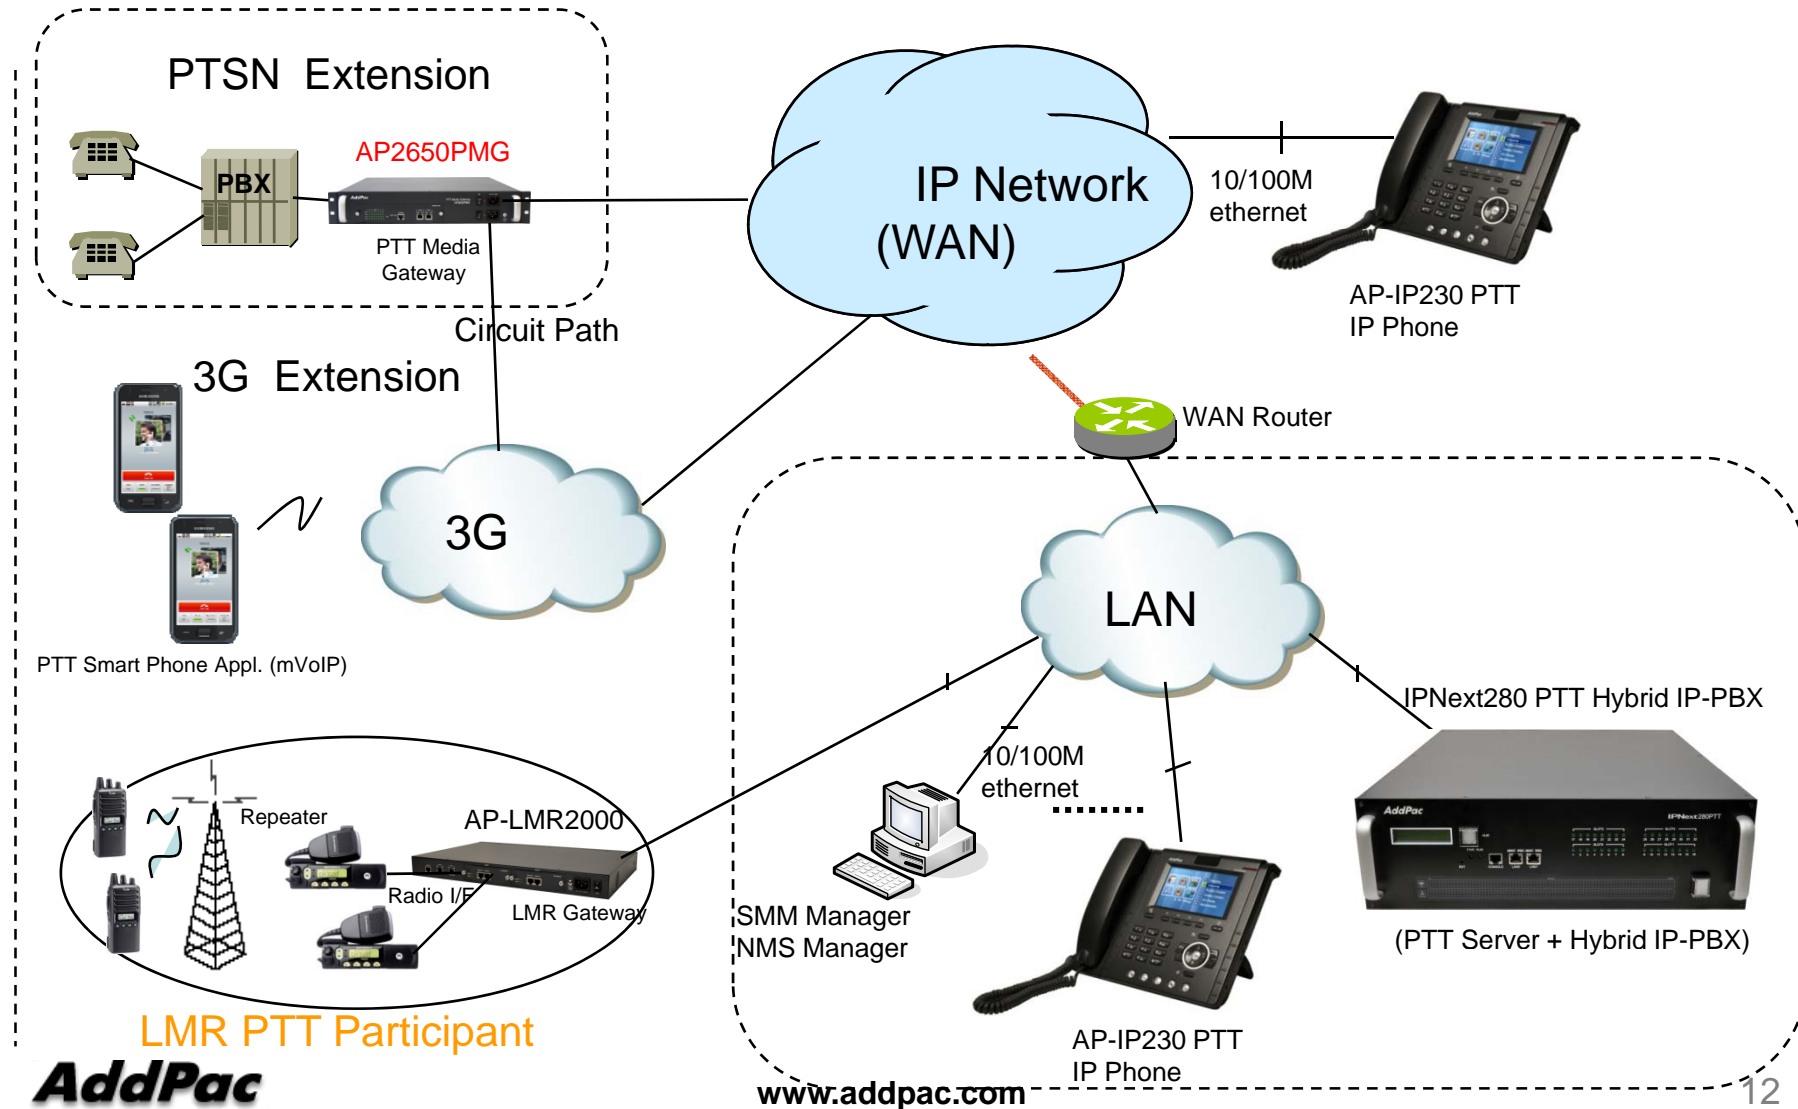 PTSN Extension
AP2650PMG
PBX
AddPac
PTT Media
Gateway
Circuit Path
IP Network
(WAN)
10/100M
ethernet
AP-IP230 PTT
IP Phone
3G Extension
WAN Router
3G
LAN
PTT Smart Phone Appl. (mVoIP)
IPNext280 PTT Hybrid IP-PBX
10/100M
ethernet
Repeater
AP-LMR2000
Radio I/F
LMR Gateway
AddPac
IPNext280PTT
SMM Manager
NMS Manager
(PTT Server + Hybrid IP-PBX)
LMR PTT Participant
AP-IP230 PTT
IP Phone
AddPac
www.addpac.com
12